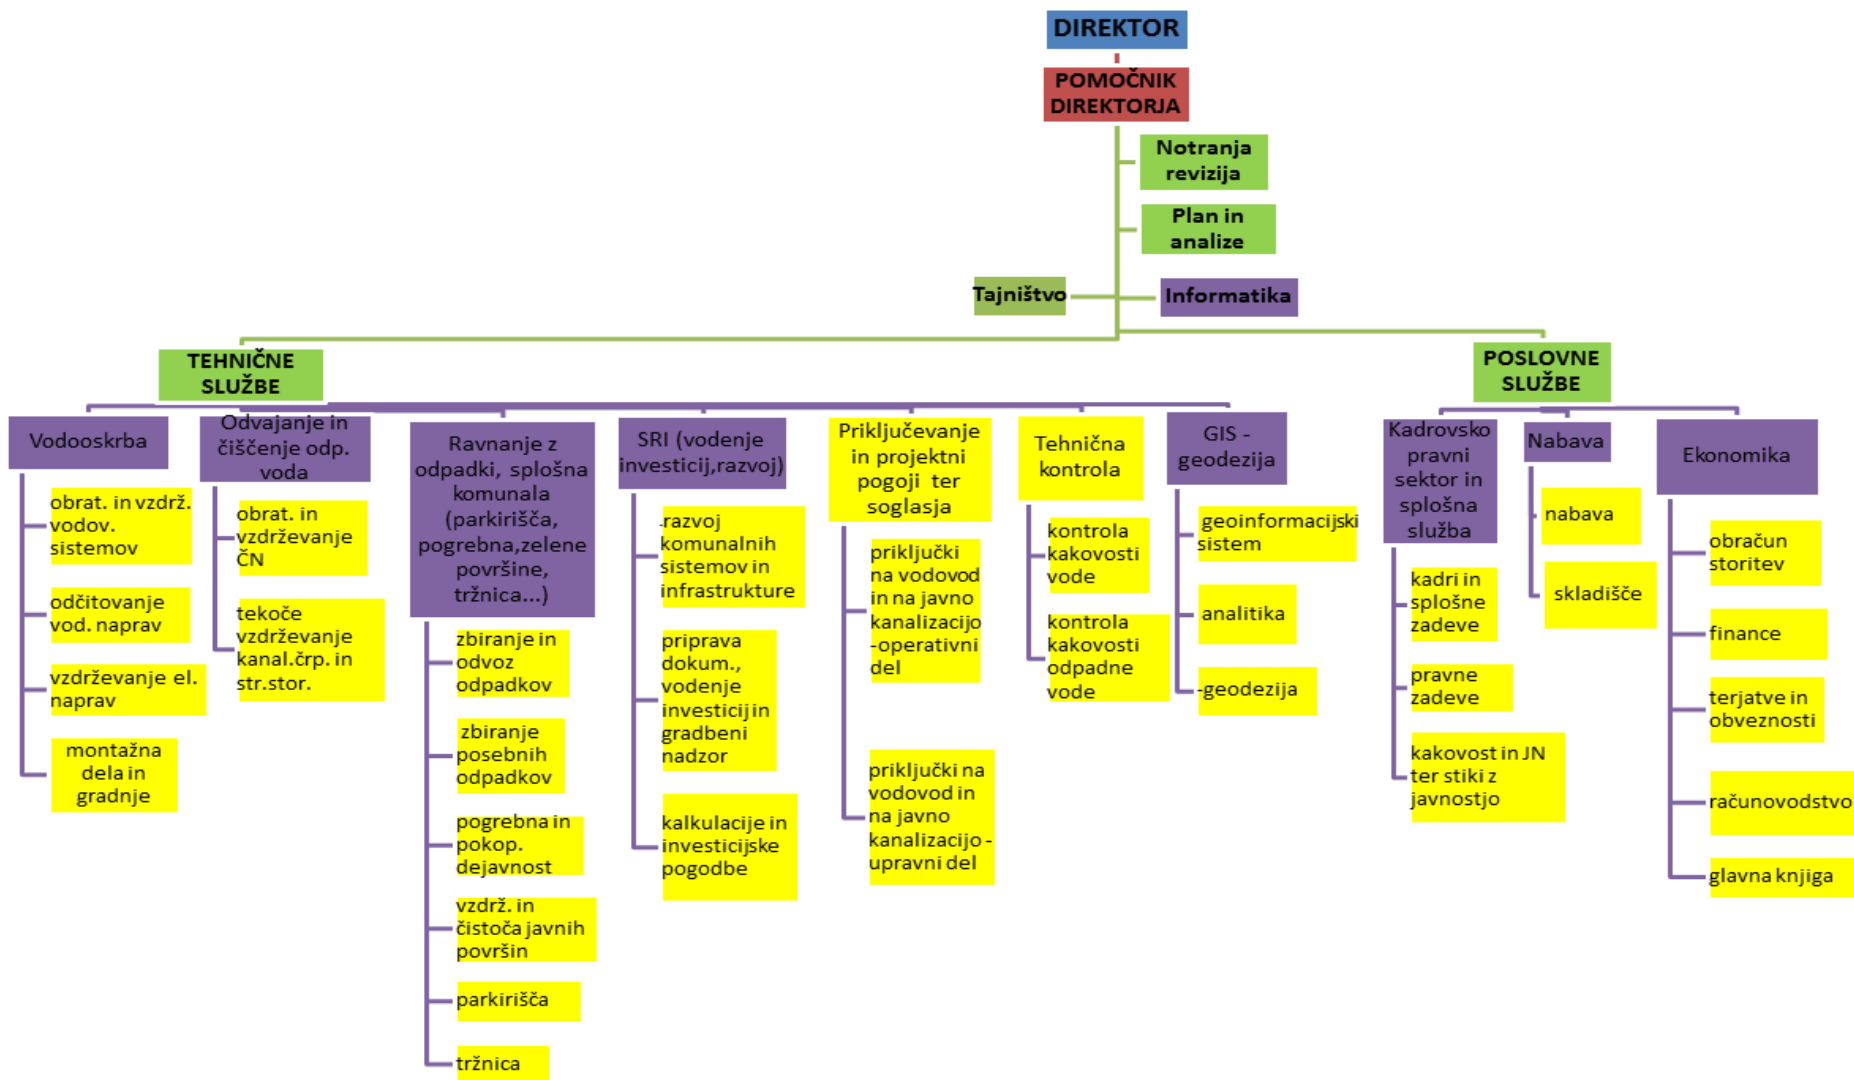 DIREKTOR
POMOČNIK
DIREKTORJA
Notranja
revizija
Plan in
analize
Tajništvo
Informatika
TEHNIČNE
SLUŽBE
POSLOVNE
SLUŽBE
Vodooskrba
obrat. in vzdrž.
vodov.
sistemov
odčitovanje
vod. naprav
vzdrževanje el.
naprav
montažna
dela in
gradnje
Odvajanje in
čiščenje odp.
voda
obrat. in
vzdrževanje
ČN
tekoče
vzdrževanje
kanal.črp. in
str.stor.
Ravnanje z
odpadki, splošna
komunala
(parkirišča,
pogrebna,zelene
površine,
tržnica...)
zbiranje in
odvoz
odpadkov
zbiranje
posebnih
odpadkov
pogrebna in
pokop.
dejavnost
vzdrž. in
čistoča javnih
površin
parkirišča
tržnica
SRI (vodenje
investicij,razvoj)
.razvoj
komunalnih
sistemov in
infrastrukture
priprava
dokum.,
vodenje
investicij in
gradbeni
nadzor
kalkulacije in
investicijske
pogodbe
Priključevanje
in projektni
pogoji ter
soglasja
priključki
na vodovod
in na javno
kanalizacijo
-operativni
del
priključki na
vodovod in
na javno
kanalizacijo -
upravni del
Tehnična
kontrola
kontrola
kakovosti
vode
kontrola
kakovosti
odpadne
vode
GIS -
geodezija
geoinformacijski
sistem
analitika
-geodezija
Kadrovsko
pravni
sektor in
splošna
služba
kadri in
splošne
zadeve
pravne
zadeve
kakovost in JN
ter stiki z
javnostjo
Nabava
nabava
skladišče
Ekonomika
obračun
storitev
finance
terjatve in
obveznosti
računovodstvo
glavna knjiga